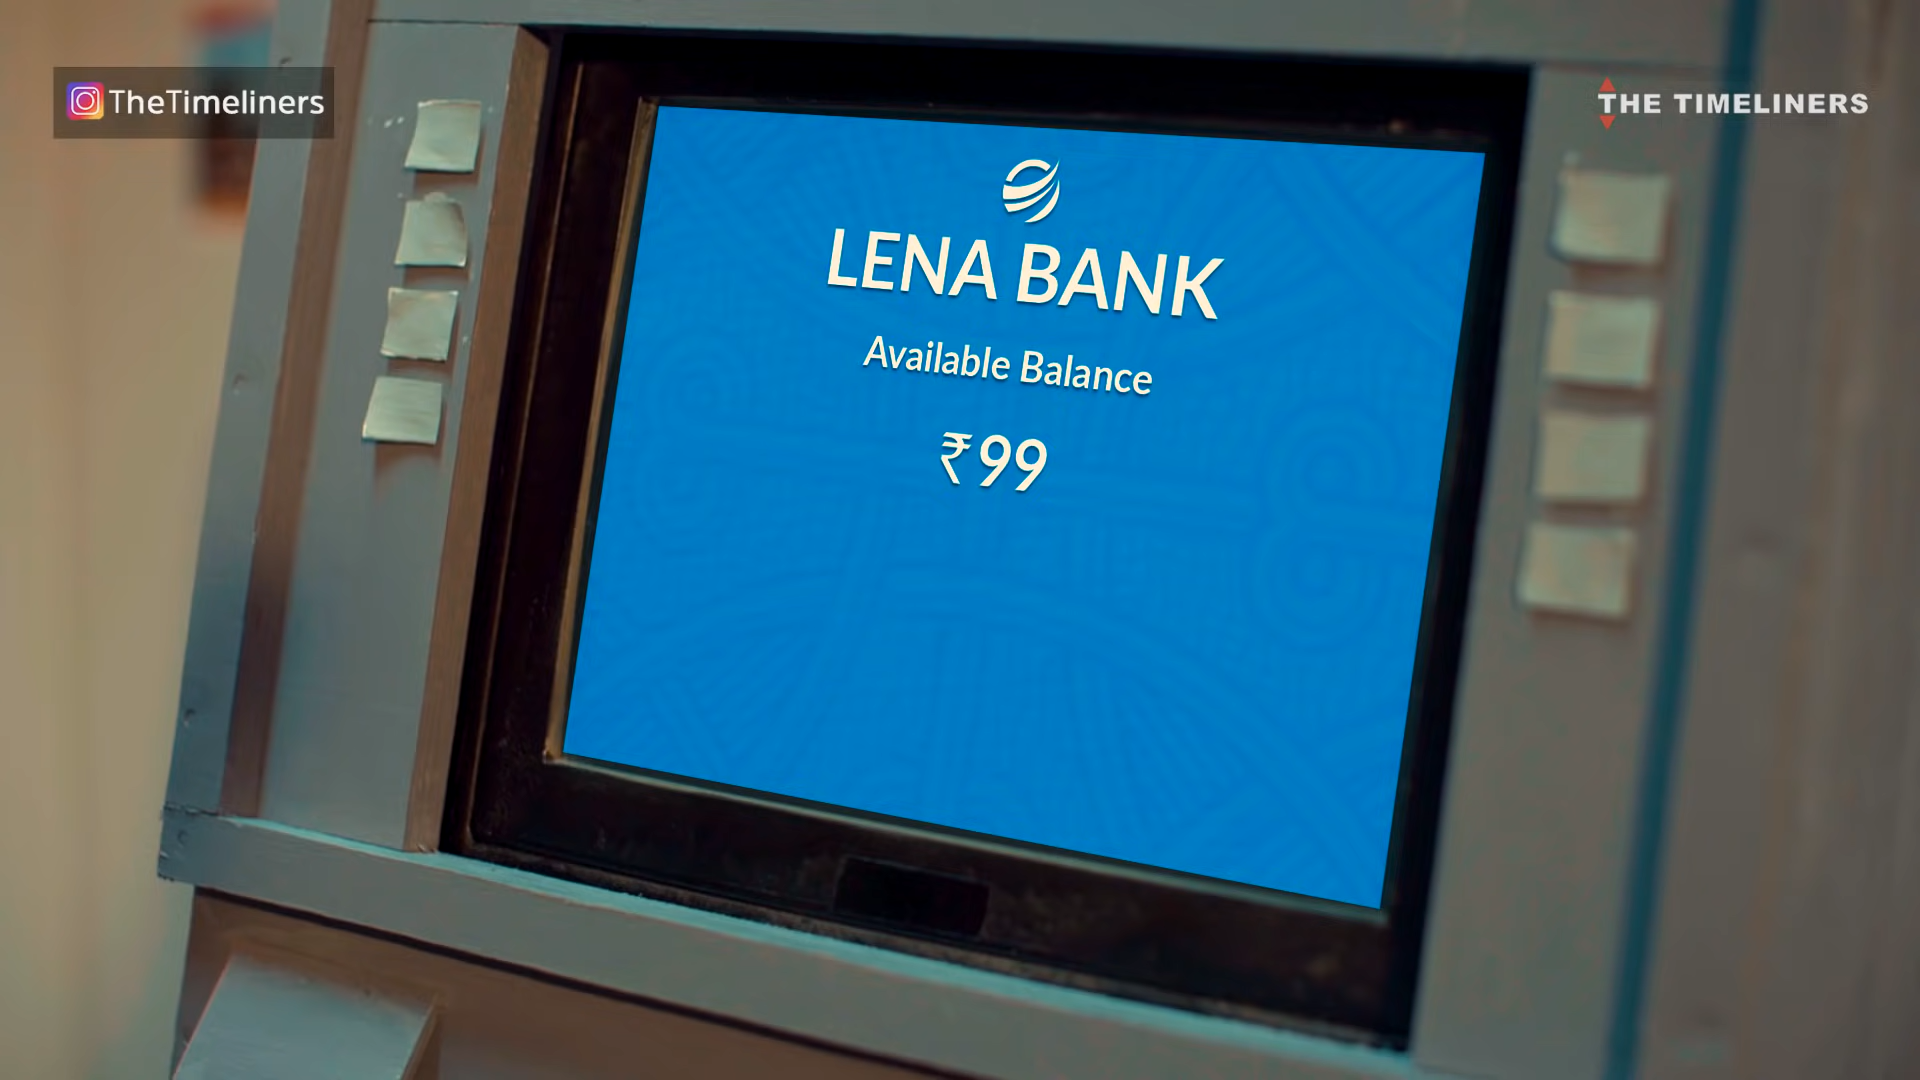 TheTimeliners
THE TIMELINERS
LENA BANK
Available Balance
₹99